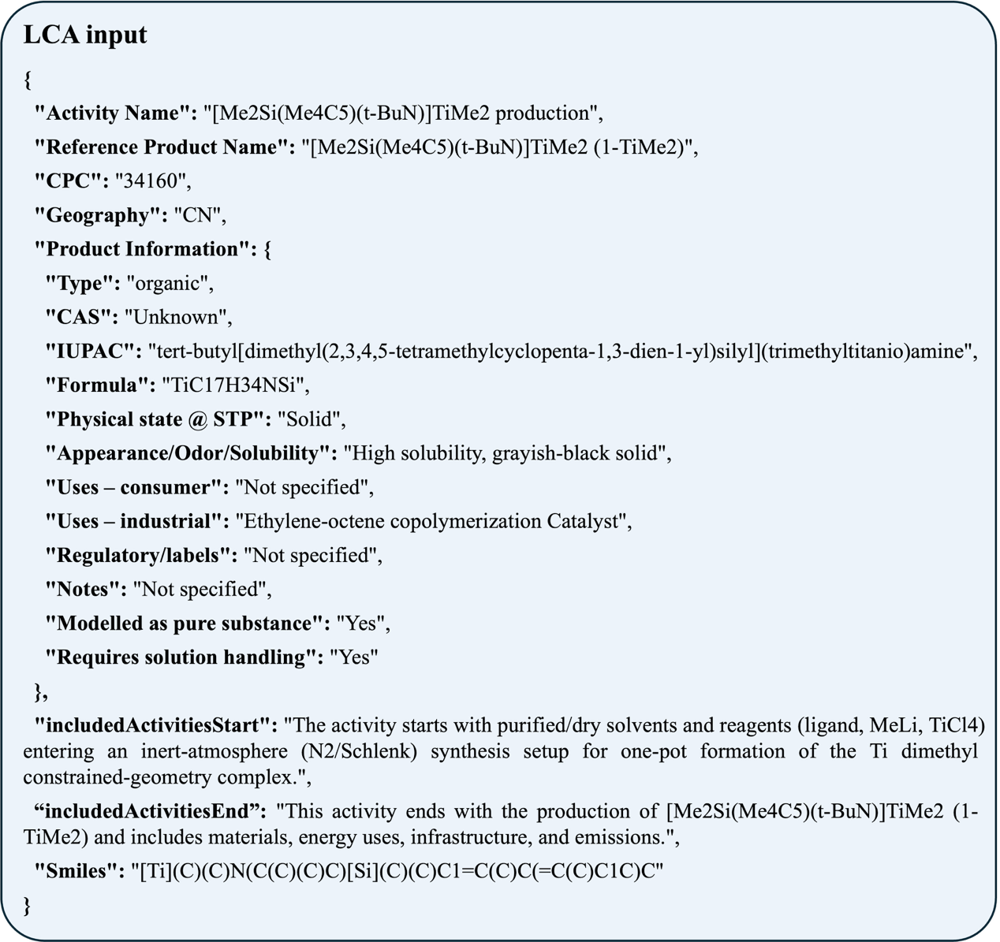 LCA input
{
"Activity Name": "[Me2Si(Me4C5)(t-BuN)]TiMe2 production",
"Reference Product Name": "[Me2Si(Me4C5)(t-BuN)]TiMe2 (1-TiMe2)",
"CPC": "34160",
"Geography": "CN",
"Product Information": {
"Type": "organic",
"CAS": "Unknown",
"IUPAC": "tert-butyl[dimethyl(2,3,4,5-tetramethylcyclopenta-1,3-dien-1-yl)silyl](trimethyltitanio)amine",
"Formula": "TiC17H34NSi",
"Physical state @ STP": "Solid",
"Appearance/Odor/Solubility": "High solubility, grayish-black solid",
"Uses – consumer": "Not specified",
"Uses – industrial": "Ethylene-octene copolymerization Catalyst",
"Regulatory/labels": "Not specified",
"Notes": "Not specified",
"Modelled as pure substance": "Yes",
"Requires solution handling": "Yes"
},
"includedActivitiesStart": "The activity starts with purified/dry solvents and reagents (ligand, MeLi, TiCl4)
entering an inert-atmosphere (N2/Schlenk) synthesis setup for one-pot formation of the Ti dimethyl
constrained-geometry complex.",
“includedActivitiesEnd”: "This activity ends with the production of [Me2Si(Me4C5)(t-BuN)]TiMe2 (1-
TiMe2) and includes materials, energy uses, infrastructure, and emissions.",
"Smiles": "[Ti](C)(C)N(C(C)(C)C)[Si](C)(C)C1=C(C)C(=C(C)C1C)C"
}